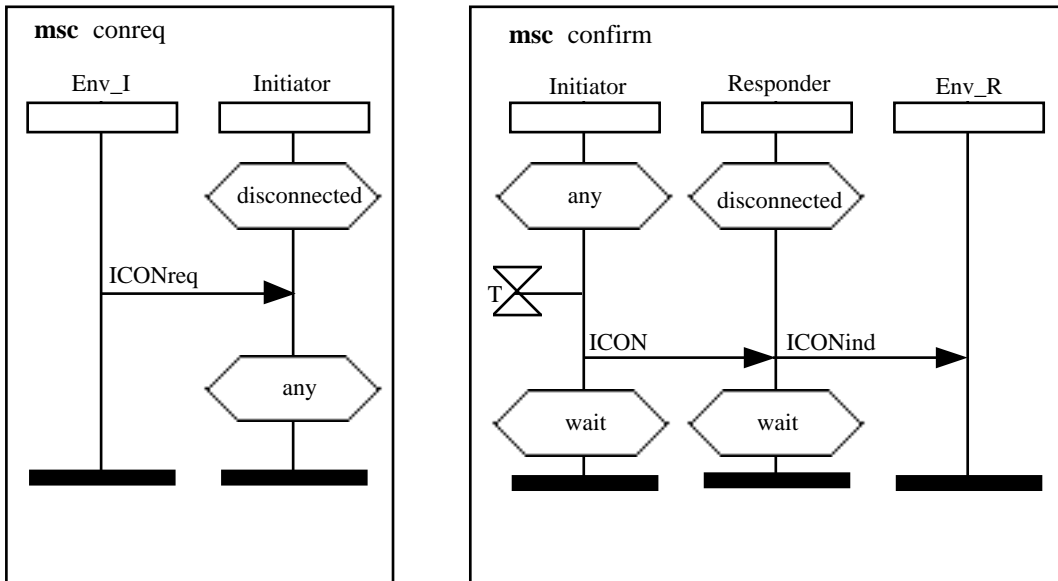 msc conreq
Env_I Initiator
disconnected
ICONreq
any
msc confirm
Initiator Responder Env_R
any disconnected
T
ICON ICONind
wait wait